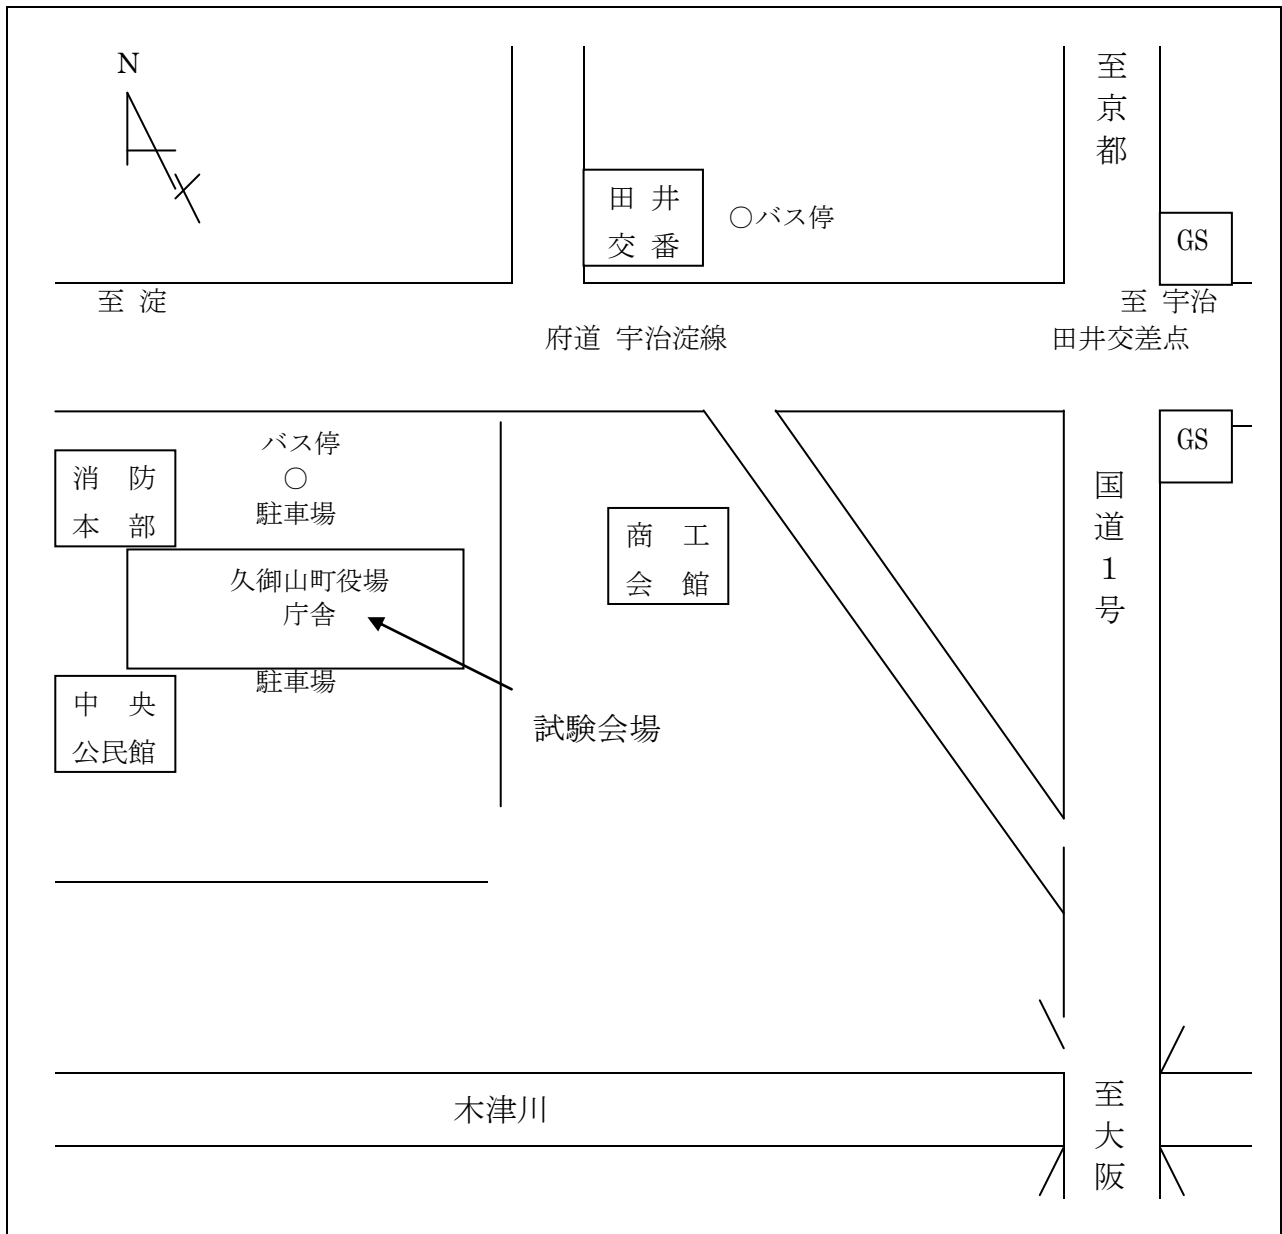 N
至京都
田 井
交 番
○バス停
GS
至 淀
至 宇治
府道 宇治淀線
田井交差点
バス停
○
駐車場
消 防
本 部
GS
国道1号
商 工
会 館
久御山町役場
庁舎
駐車場
中 央
公民館
試験会場
木津川
至大阪